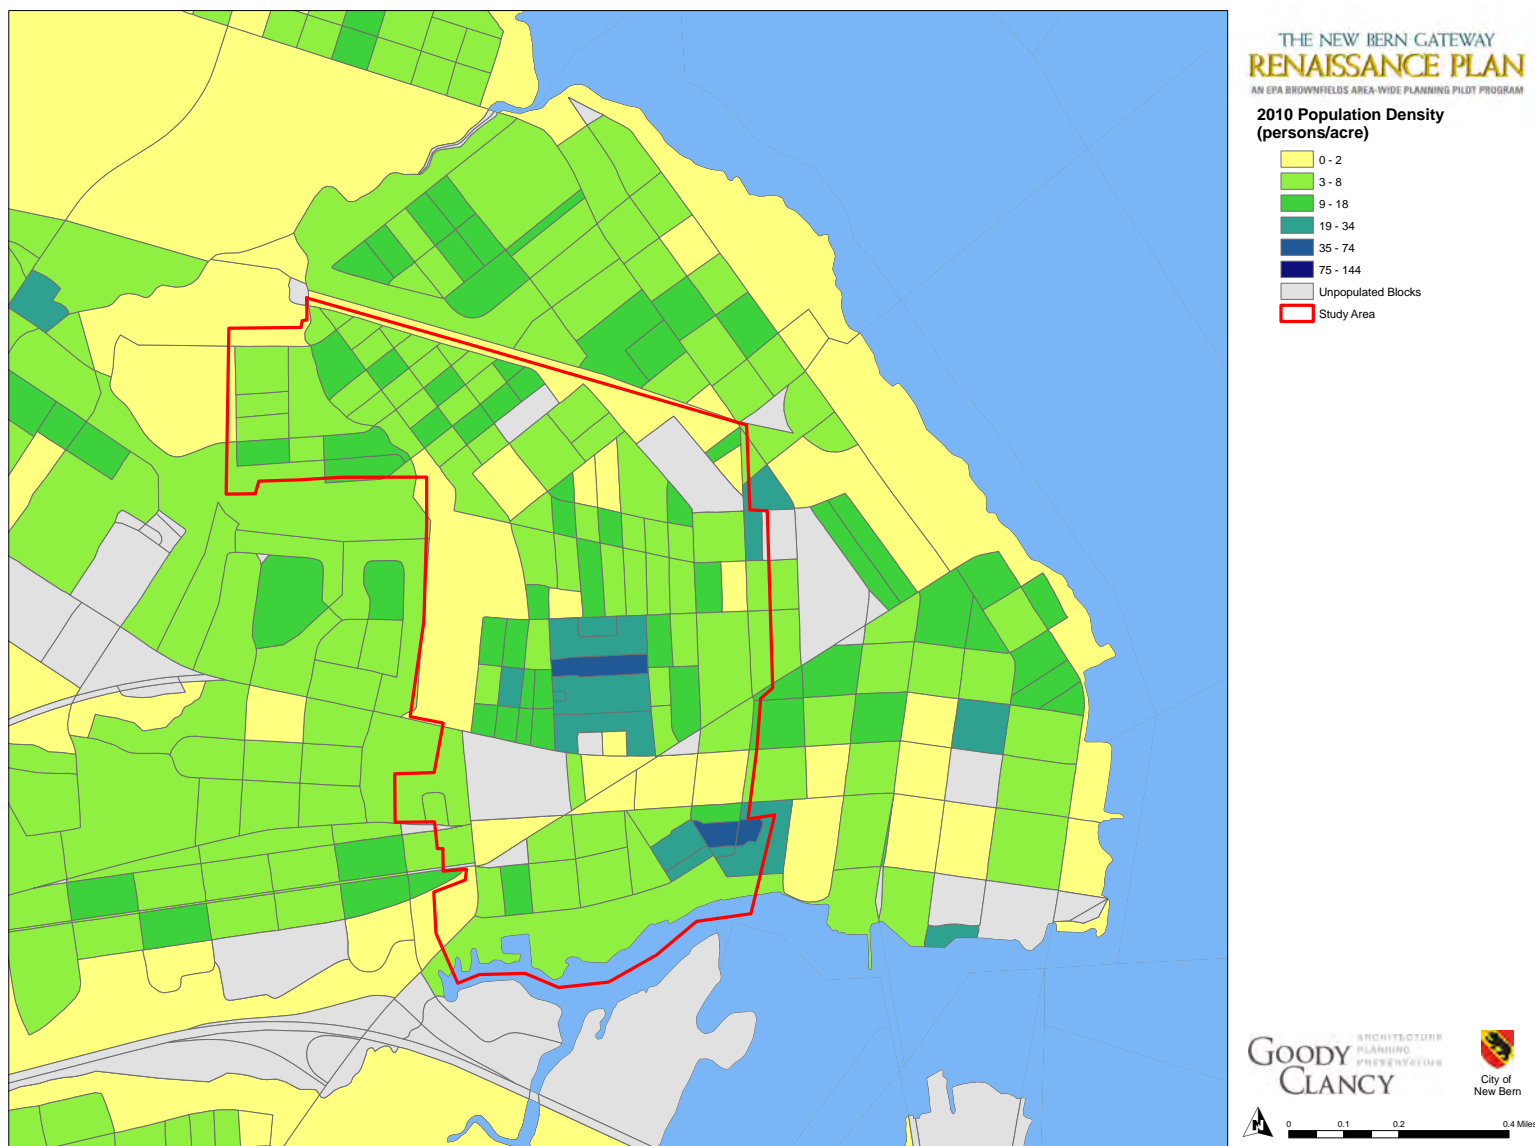 THE NEW BERN GATEWAY
RENAISSANCE PLAN
AN EPA BROWNFIELDS AREA-WIDE PLANNING PILOT PROGRAM
2010 Population Density
(persons/acre)
0 - 2
3 - 8
9 - 18
19 - 34
35 - 74
75 - 144
Unpopulated Blocks
Study Area
GOODY
CLANCY
ARCHITECTURE
PLANNING
PRESERVATION
City of
New Bern
N
0 0.1 0.2 0.4 Miles